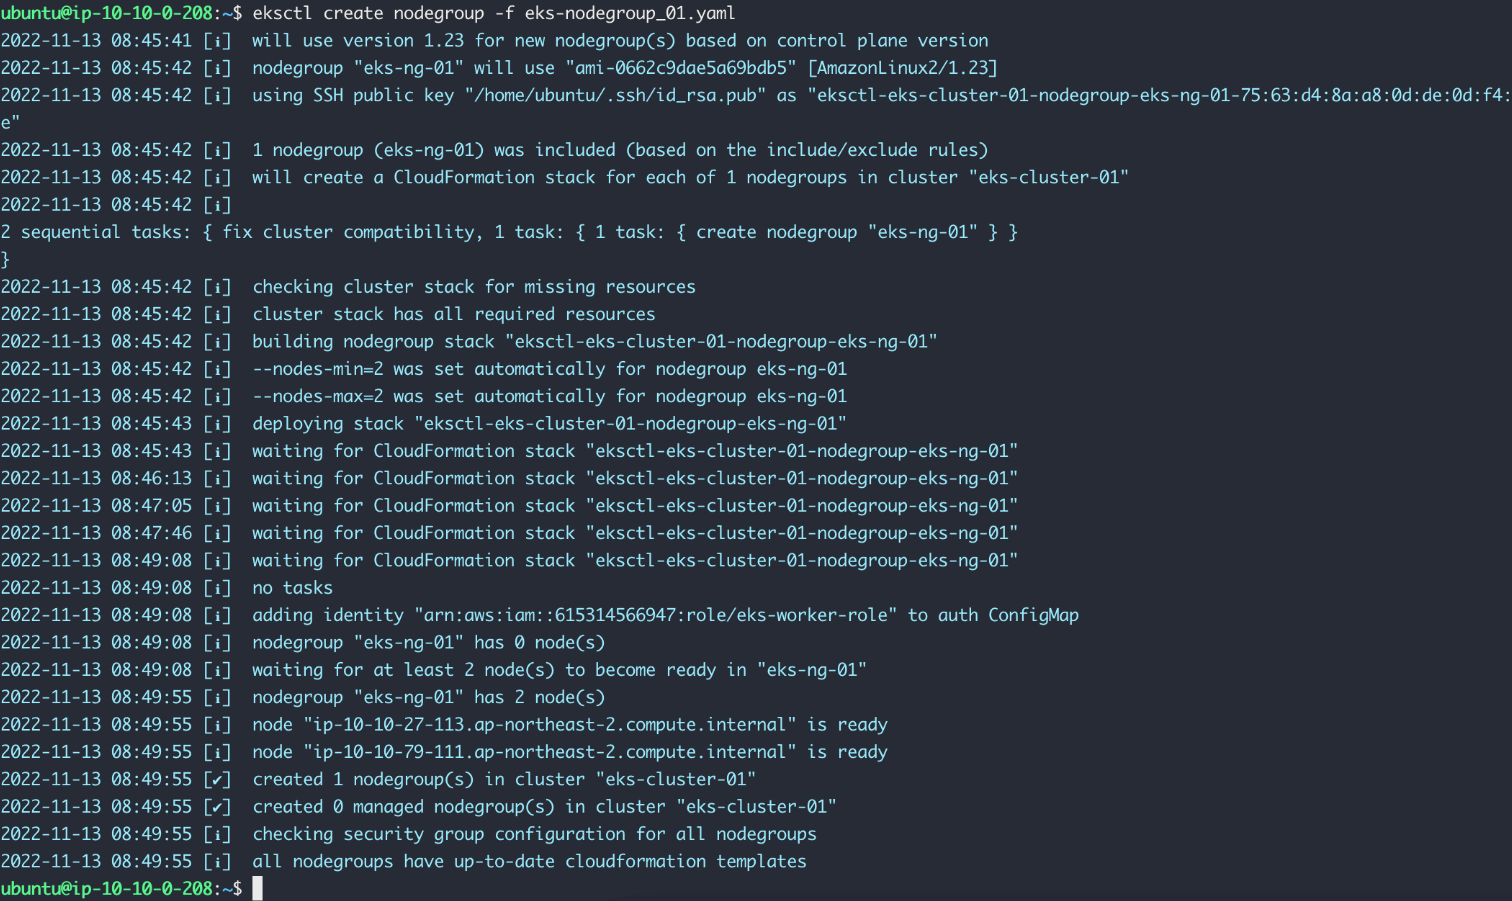 ubuntu@ip-10-10-0-208:~$ eksctl create nodegroup -f eks-nodegroup_01.yaml
2022-11-13 08:45:41 [ℹ]  will use version 1.23 for new nodegroup(s) based on control plane version
2022-11-13 08:45:42 [ℹ]  nodegroup "eks-ng-01" will use "ami-0662c9dae5a69bdb5" [AmazonLinux2/1.23]
2022-11-13 08:45:42 [ℹ]  using SSH public key "/home/ubuntu/.ssh/id_rsa.pub" as "eksctl-eks-cluster-01-nodegroup-eks-ng-01-75:63:d4:8a:a8:0d:de:0d:f4:
e"
2022-11-13 08:45:42 [ℹ]  1 nodegroup (eks-ng-01) was included (based on the include/exclude rules)
2022-11-13 08:45:42 [ℹ]  will create a CloudFormation stack for each of 1 nodegroups in cluster "eks-cluster-01"
2022-11-13 08:45:42 [ℹ]
2 sequential tasks: { fix cluster compatibility, 1 task: { 1 task: { create nodegroup "eks-ng-01" } }
}
2022-11-13 08:45:42 [ℹ]  checking cluster stack for missing resources
2022-11-13 08:45:42 [ℹ]  cluster stack has all required resources
2022-11-13 08:45:42 [ℹ]  building nodegroup stack "eksctl-eks-cluster-01-nodegroup-eks-ng-01"
2022-11-13 08:45:42 [ℹ]  --nodes-min=2 was set automatically for nodegroup eks-ng-01
2022-11-13 08:45:42 [ℹ]  --nodes-max=2 was set automatically for nodegroup eks-ng-01
2022-11-13 08:45:43 [ℹ]  deploying stack "eksctl-eks-cluster-01-nodegroup-eks-ng-01"
2022-11-13 08:45:43 [ℹ]  waiting for CloudFormation stack "eksctl-eks-cluster-01-nodegroup-eks-ng-01"
2022-11-13 08:46:13 [ℹ]  waiting for CloudFormation stack "eksctl-eks-cluster-01-nodegroup-eks-ng-01"
2022-11-13 08:47:05 [ℹ]  waiting for CloudFormation stack "eksctl-eks-cluster-01-nodegroup-eks-ng-01"
2022-11-13 08:47:46 [ℹ]  waiting for CloudFormation stack "eksctl-eks-cluster-01-nodegroup-eks-ng-01"
2022-11-13 08:49:08 [ℹ]  waiting for CloudFormation stack "eksctl-eks-cluster-01-nodegroup-eks-ng-01"
2022-11-13 08:49:08 [ℹ]  no tasks
2022-11-13 08:49:08 [ℹ]  adding identity "arn:aws:iam::615314566947:role/eks-worker-role" to auth ConfigMap
2022-11-13 08:49:08 [ℹ]  nodegroup "eks-ng-01" has 0 node(s)
2022-11-13 08:49:08 [ℹ]  waiting for at least 2 node(s) to become ready in "eks-ng-01"
2022-11-13 08:49:55 [ℹ]  nodegroup "eks-ng-01" has 2 node(s)
2022-11-13 08:49:55 [ℹ]  node "ip-10-10-27-113.ap-northeast-2.compute.internal" is ready
2022-11-13 08:49:55 [ℹ]  node "ip-10-10-79-111.ap-northeast-2.compute.internal" is ready
2022-11-13 08:49:55 [✔]  created 1 nodegroup(s) in cluster "eks-cluster-01"
2022-11-13 08:49:55 [✔]  created 0 managed nodegroup(s) in cluster "eks-cluster-01"
2022-11-13 08:49:55 [ℹ]  checking security group configuration for all nodegroups
2022-11-13 08:49:55 [ℹ]  all nodegroups have up-to-date cloudformation templates
ubuntu@ip-10-10-0-208:~$